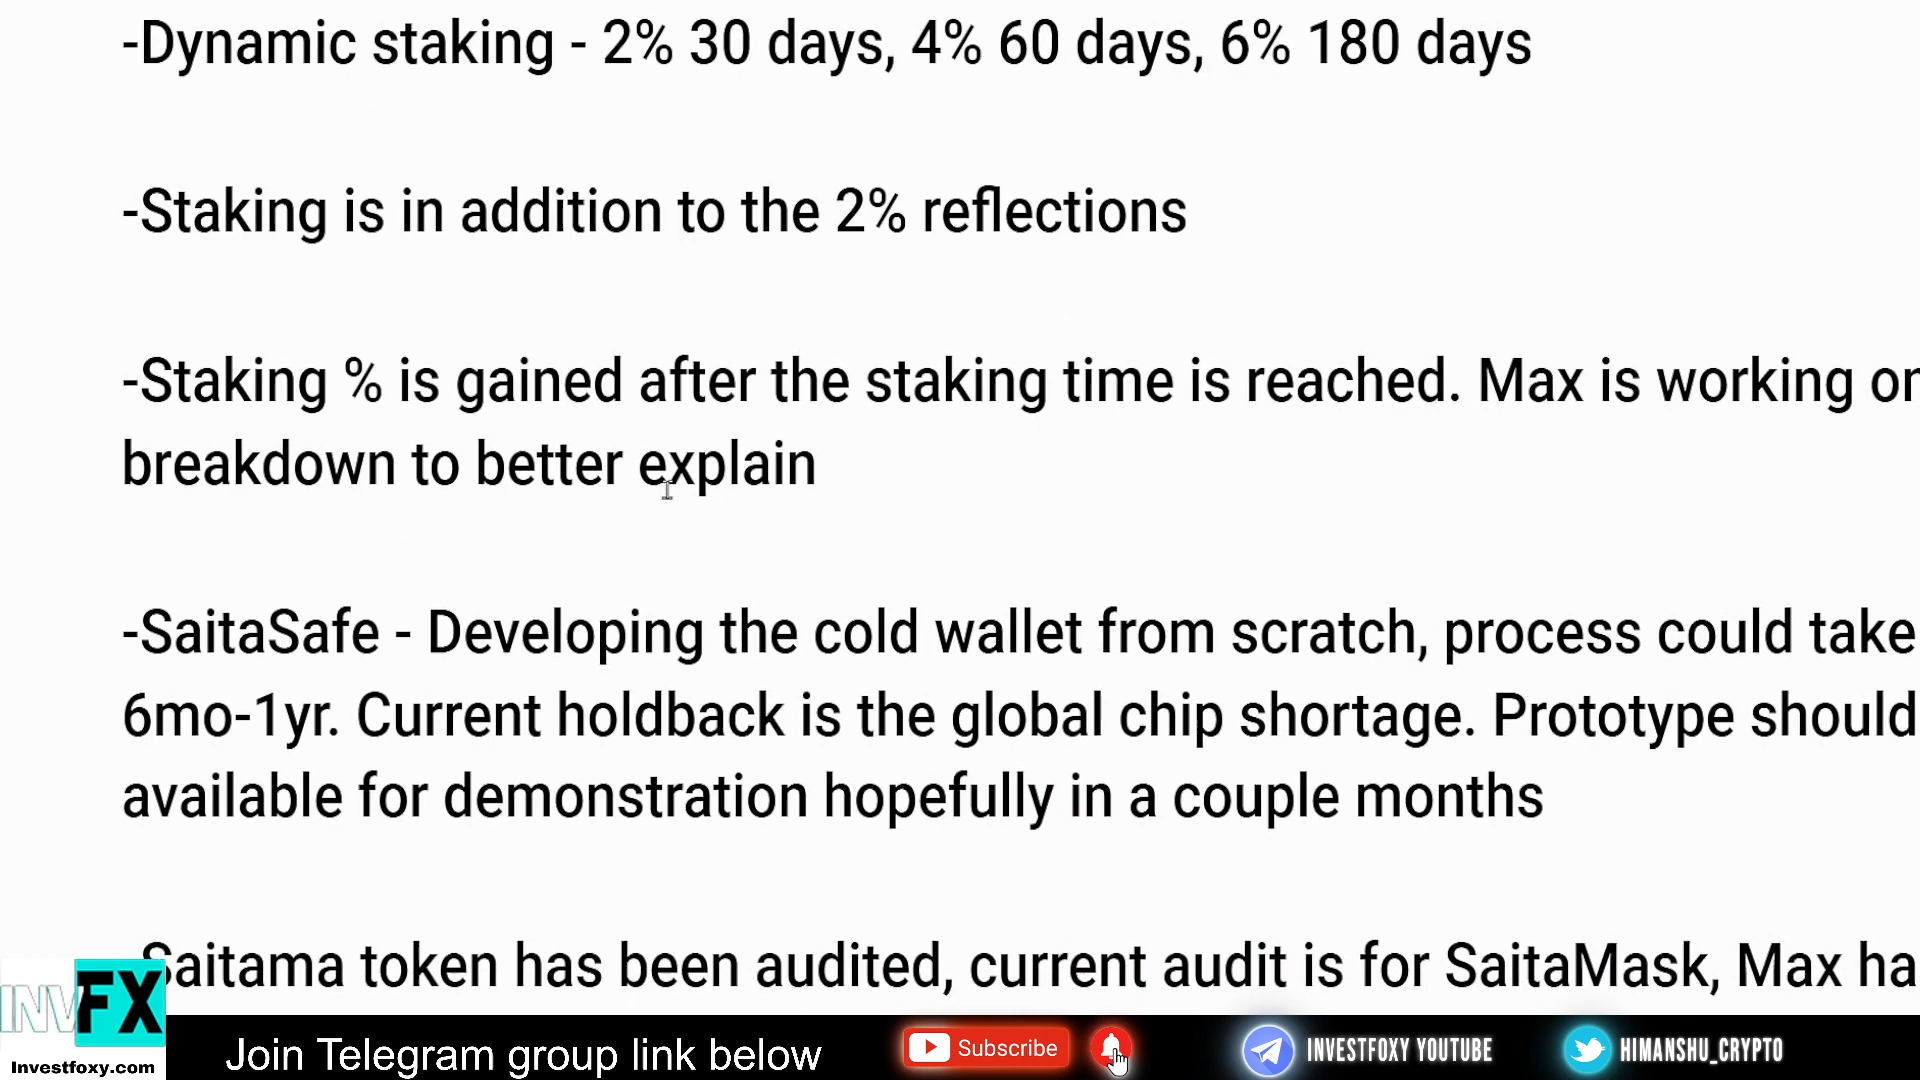 -Dynamic staking - 2% 30 days, 4% 60 days, 6% 180 days
-Staking is in addition to the 2% reflections
-Staking % is gained after the staking time is reached. Max is working on
breakdown to better explain
-SaitaSafe - Developing the cold wallet from scratch, process could take
6mo-1yr. Current holdback is the global chip shortage. Prototype should
available for demonstration hopefully in a couple months
-Saitama token has been audited, current audit is for SaitaMask, Max ha
INVFX
Investfoxy.com
Join Telegram group link below
Subscribe
INVESTFOXY YOUTUBE
HIMANSHU_CRYPTO